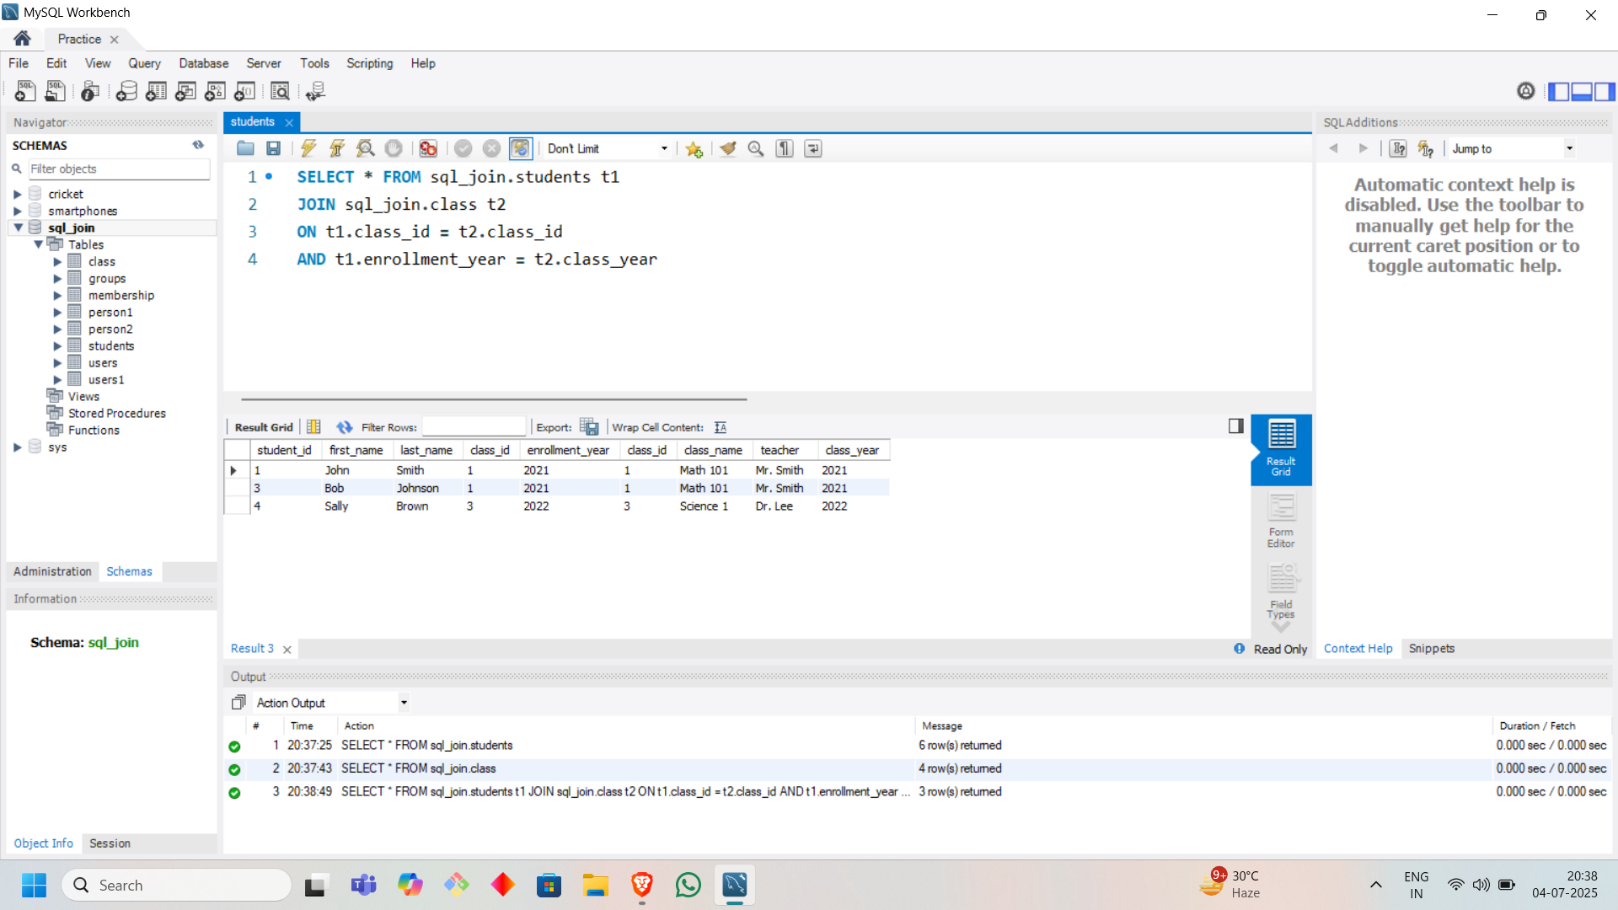 MySQL Workbench
Practice
File Edit View Query Database Server Tools Scripting Help
Navigator
SCHEMAS
Filter objects
cricket
smartphones
sql_join
Tables
class
groups
membership
person1
person2
students
users
users1
Views
Stored Procedures
Functions
sys
Administration Schemas
Information
Schema: sql_join
Object Info Session
students
Don't Limit
1 SELECT * FROM sql_join.students t1
2 JOIN sql_join.class t2
3 ON t1.class_id = t2.class_id
4 AND t1.enrollment_year = t2.class_year
Result Grid Filter Rows: Export: Wrap Cell Content:
student_id first_name last_name class_id enrollment_year class_id class_name teacher class_year
1 John Smith 1 2021 1 Math 101 Mr. Smith 2021
3 Bob Johnson 1 2021 1 Math 101 Mr. Smith 2021
4 Sally Brown 3 2022 3 Science 1 Dr. Lee 2022
Result
Grid
Form
Editor
Field
Types
Result 3
Read Only
SQLAdditions
Jump to
Automatic context help is
disabled. Use the toolbar to
manually get help for the
current caret position or to
toggle automatic help.
Context Help Snippets
Output
Action Output
# Time Action Message Duration / Fetch
1 20:37:25 SELECT * FROM sql_join.students 6 row(s) returned 0.000 sec / 0.000 sec
2 20:37:43 SELECT * FROM sql_join.class 4 row(s) returned 0.000 sec / 0.000 sec
3 20:38:49 SELECT * FROM sql_join.students t1 JOIN sql_join.class t2 ON t1.class_id = t2.class_id AND t1.enrollment_year ... 3 row(s) returned 0.000 sec / 0.000 sec
Search
9+
30°C
Haze
ENG
IN
20:38
04-07-2025